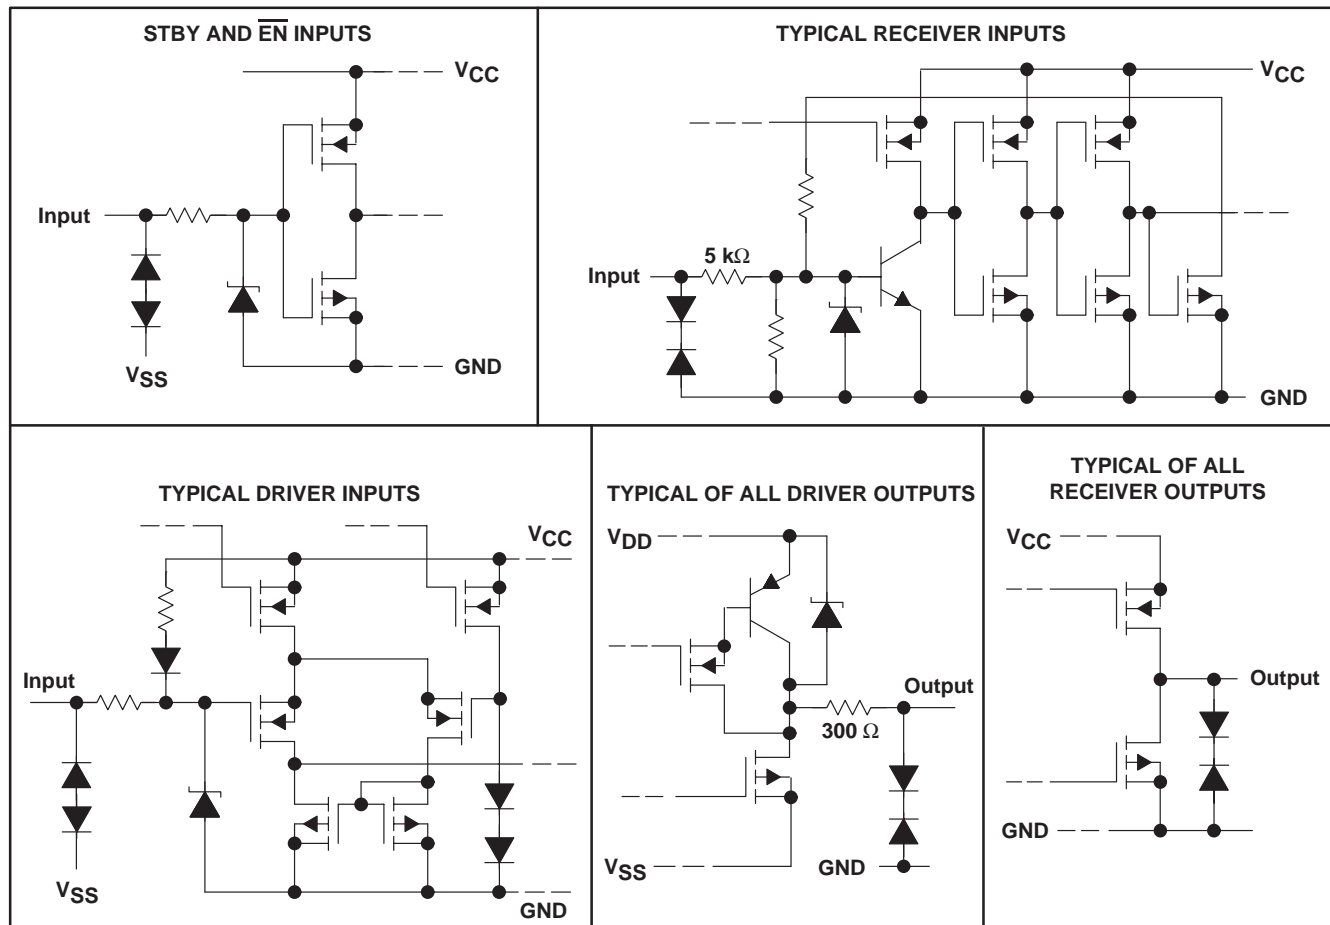 STBY AND E̅N̅ INPUTS
VCC
Input
VSS
GND
TYPICAL RECEIVER INPUTS
VCC
5 kΩ
Input
GND
TYPICAL DRIVER INPUTS
VCC
Input
VSS
GND
TYPICAL OF ALL DRIVER OUTPUTS
VDD
Output
300 Ω
VSS
GND
TYPICAL OF ALL
RECEIVER OUTPUTS
VCC
Output
GND